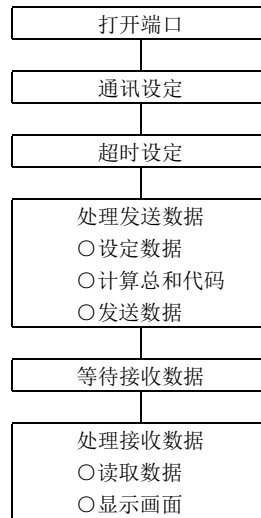 打开端口
通讯设定
超时设定
处理发送数据
○设定数据
○计算总和代码
○发送数据
等待接收数据
处理接收数据
○读取数据
○显示画面